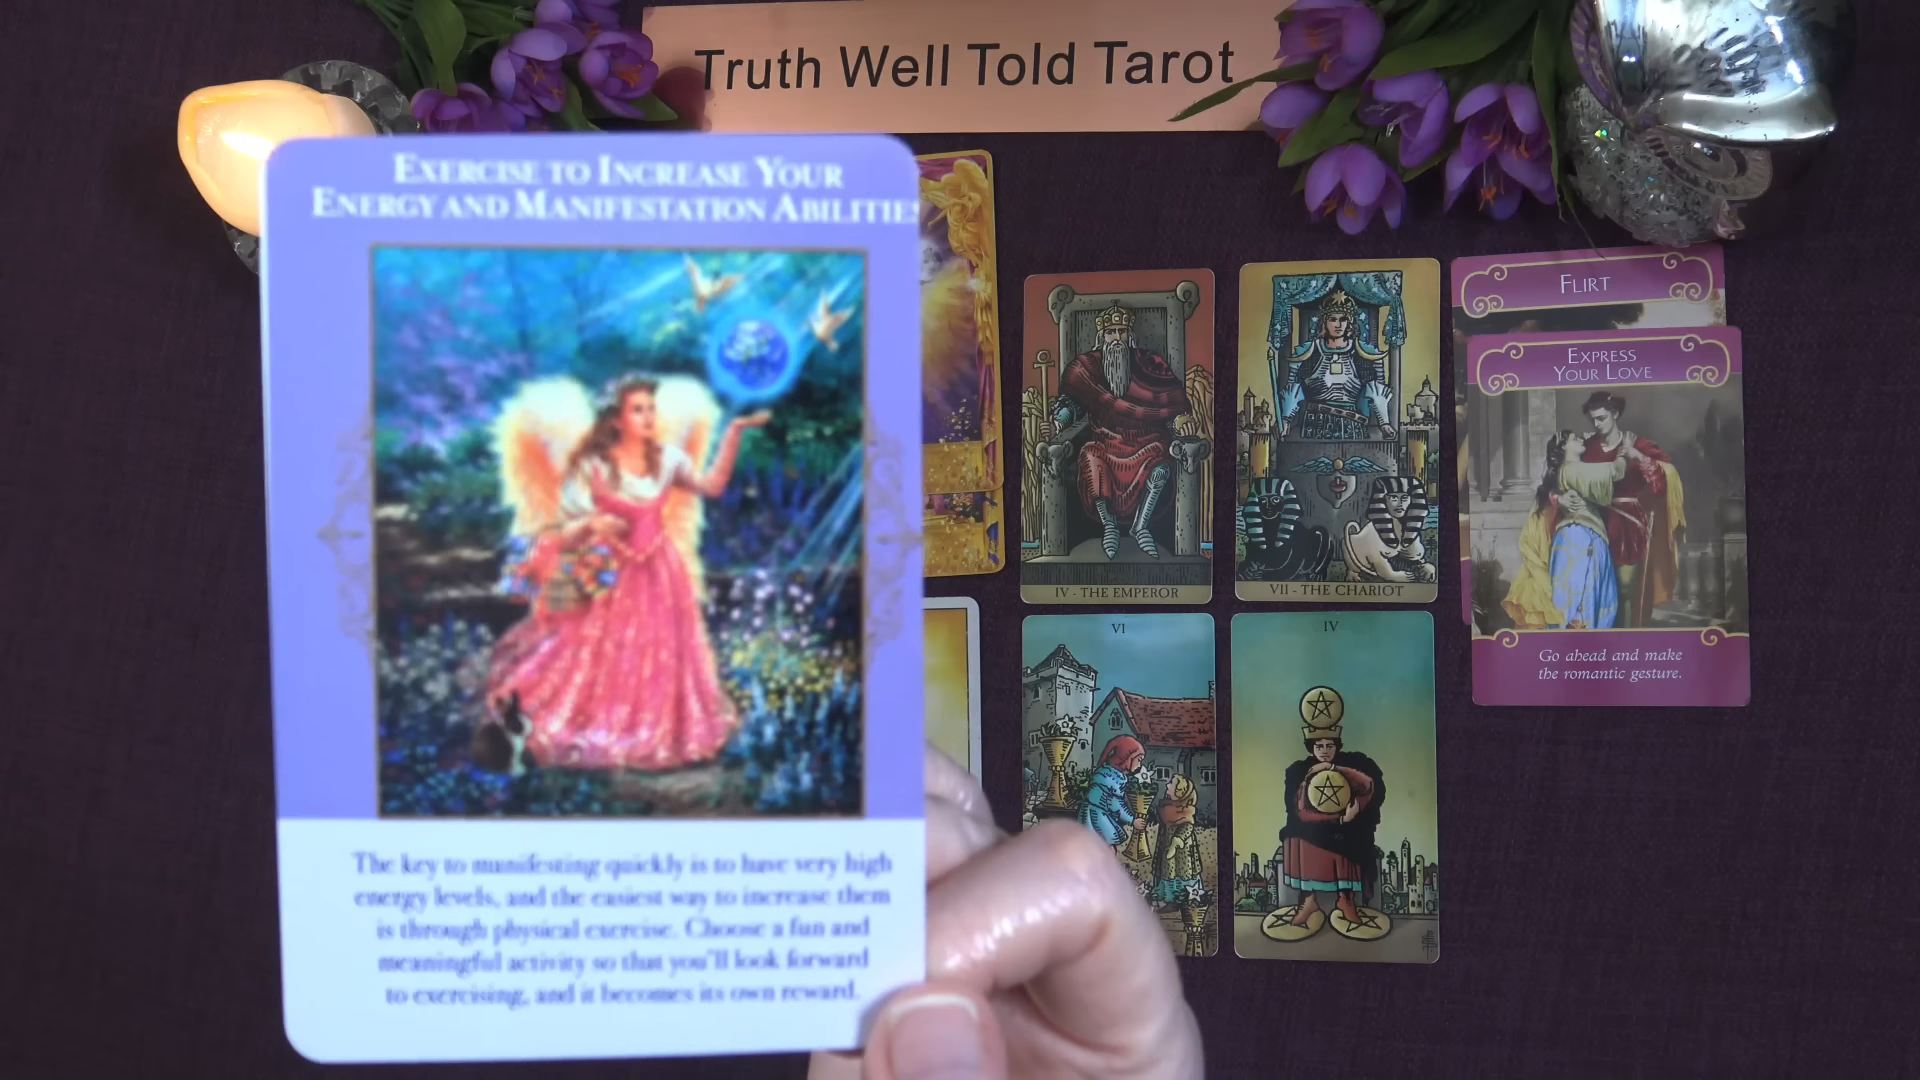 Truth Well Told Tarot
EXERCISE TO INCREASE YOUR
ENERGY AND MANIFESTATION ABILITIES
The key to manifesting quickly is to have very high
energy levels, and the easiest way to increase them
is through physical exercise. Choose a fun and
meaningful activity so that you'll look forward
to exercising, and it becomes its own reward.
IV - THE EMPEROR
VII - THE CHARIOT
VI
IV
FLIRT
EXPRESS
YOUR LOVE
Go ahead and make
the romantic gesture.